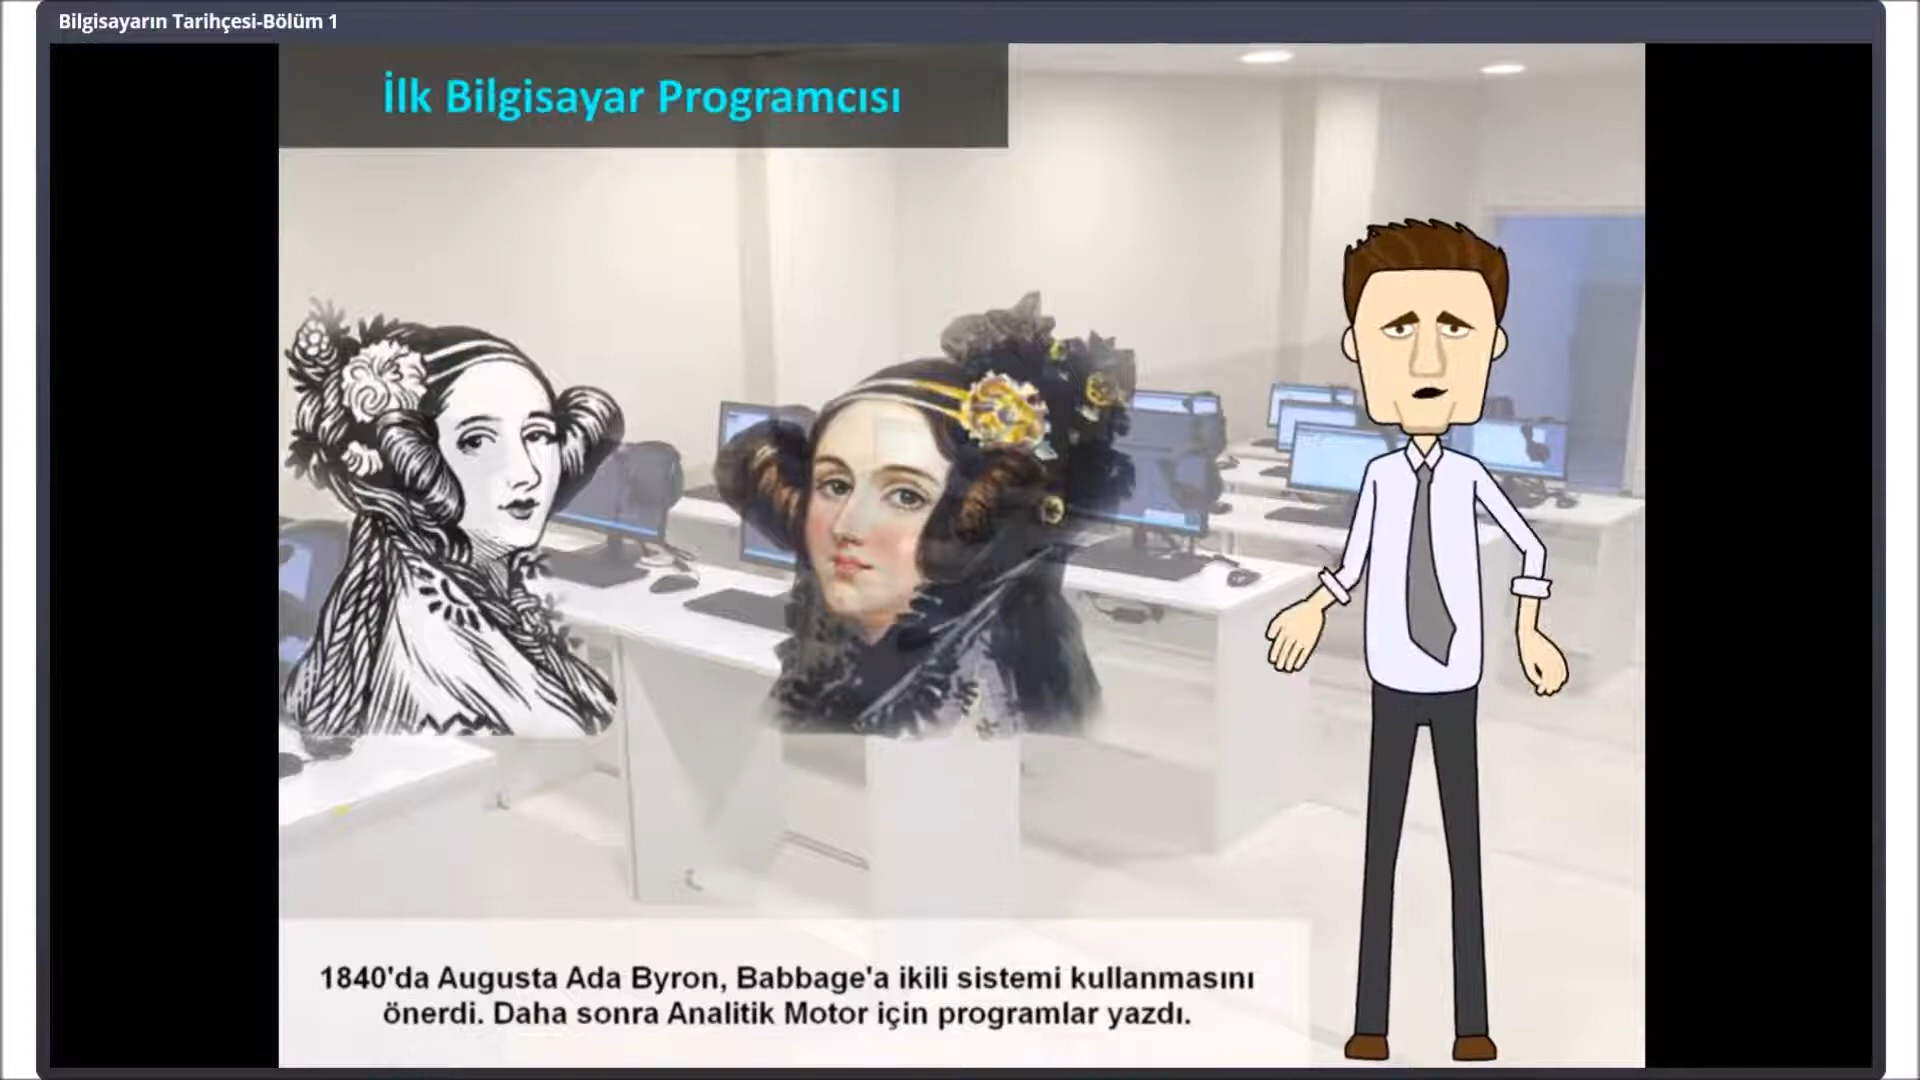 Bilgisayarın Tarihçesi-Bölüm 1
İlk Bilgisayar Programcısı
1840'da Augusta Ada Byron, Babbage'a ikili sistemi kullanmasını
önerdi. Daha sonra Analitik Motor için programlar yazdı.